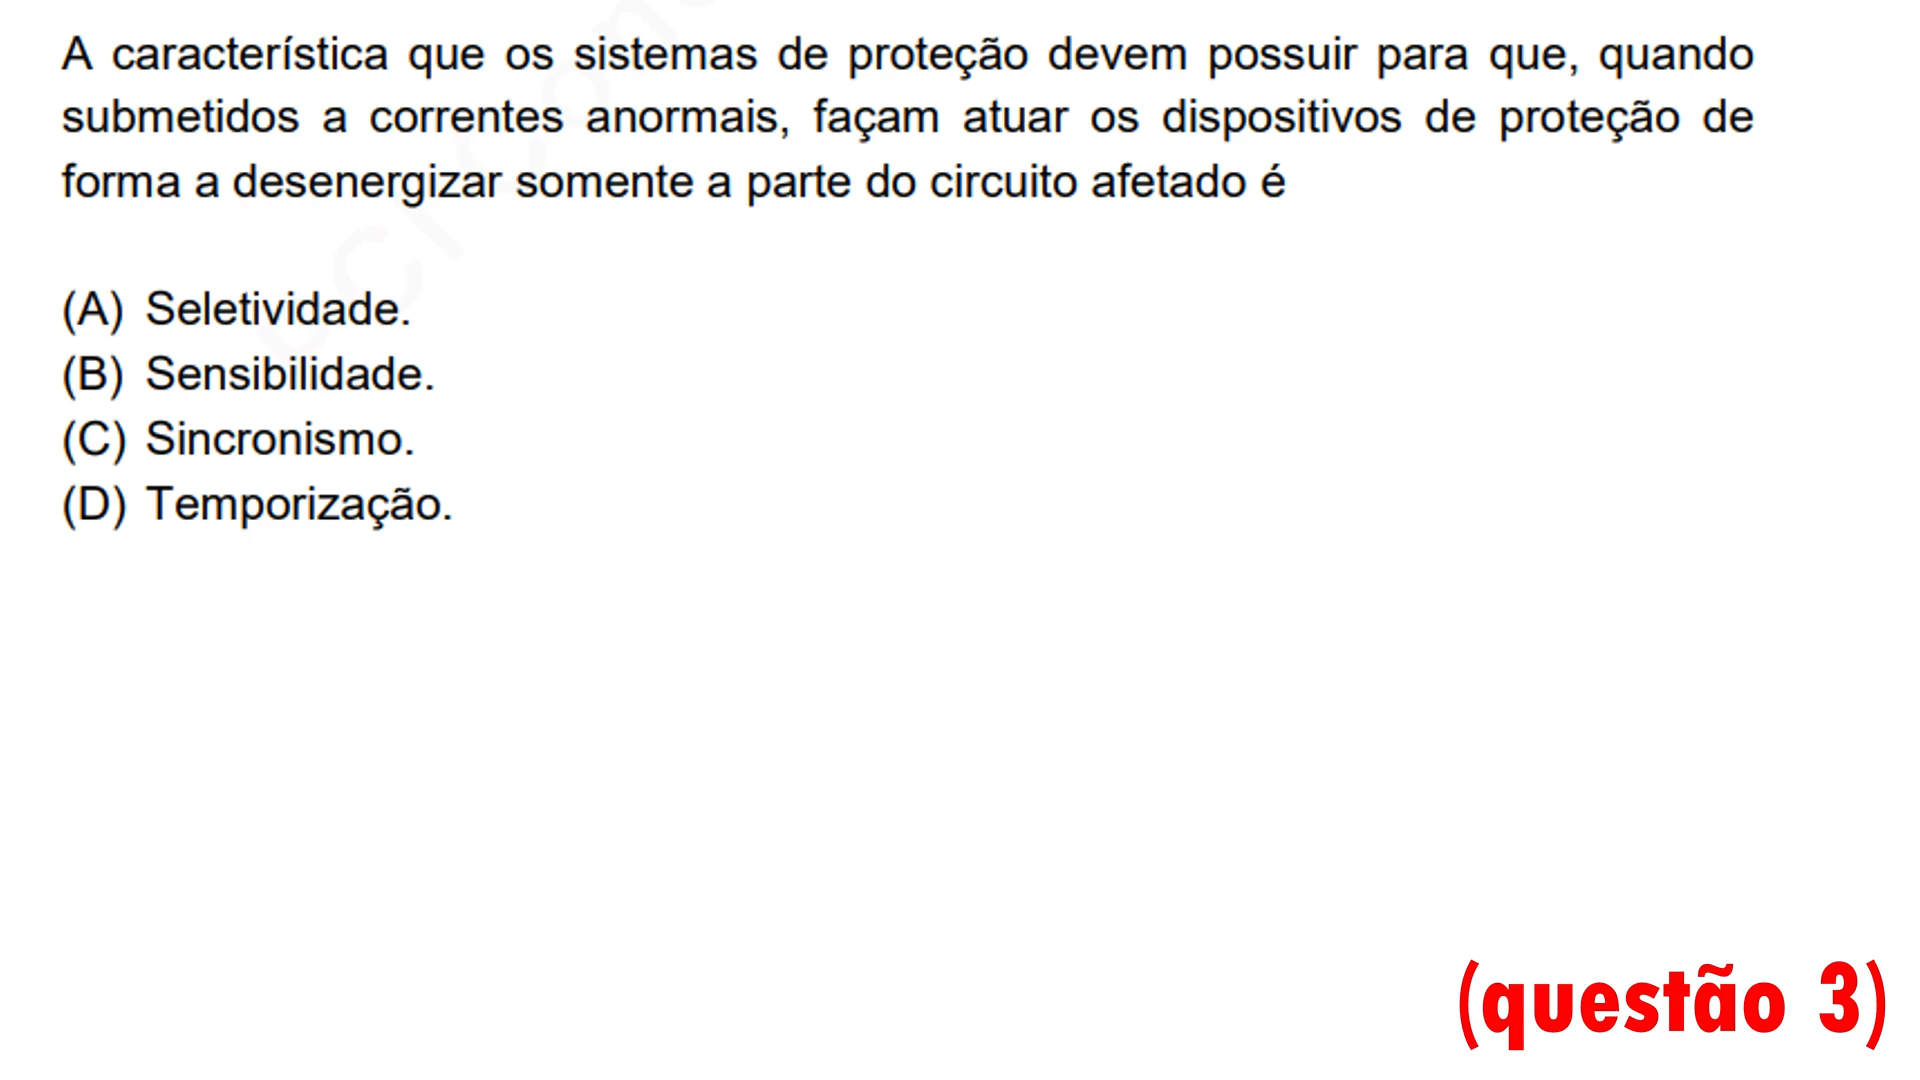 A característica que os sistemas de proteção devem possuir para que, quando
submetidos a correntes anormais, façam atuar os dispositivos de proteção de
forma a desenergizar somente a parte do circuito afetado é
(A) Seletividade.
(B) Sensibilidade.
(C) Sincronismo.
(D) Temporização.
(questão 3)